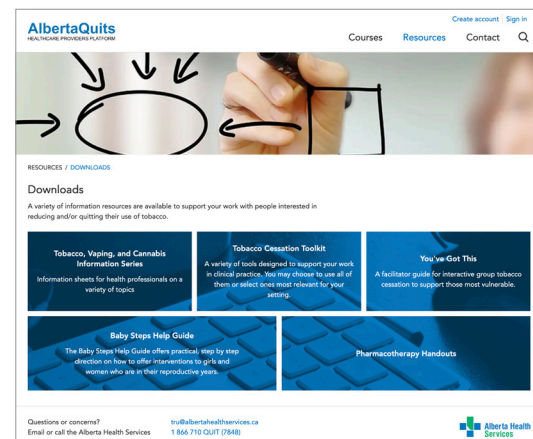 Create account Sign in
AlbertaQuits
HEALTHCARE PROVIDERS PLATFORM
Courses Resources Contact
RESOURCES / DOWNLOADS
Downloads
A variety of information resources are available to support your work with people interested in
reducing and/or quitting their use of tobacco.
Tobacco, Vaping, and Cannabis
Information Series
Information sheets for health professionals on a
variety of topics
Tobacco Cessation Toolkit
A variety of tools designed to support your work
in clinical practice. You may choose to use all of
them or select ones most relevant for your
setting.
You've Got This
A facilitator guide for interactive group tobacco
cessation to support those most vulnerable.
Baby Steps Help Guide
The Baby Steps Help Guide offers practical, step by step
direction on how to offer interventions to girls and
women who are in their reproductive years.
Pharmacotherapy Handouts
Questions or concerns?
Email or call the Alberta Health Services
tru@albertahealthservices.ca
1 866 710 QUIT (7848)
Alberta Health
Services